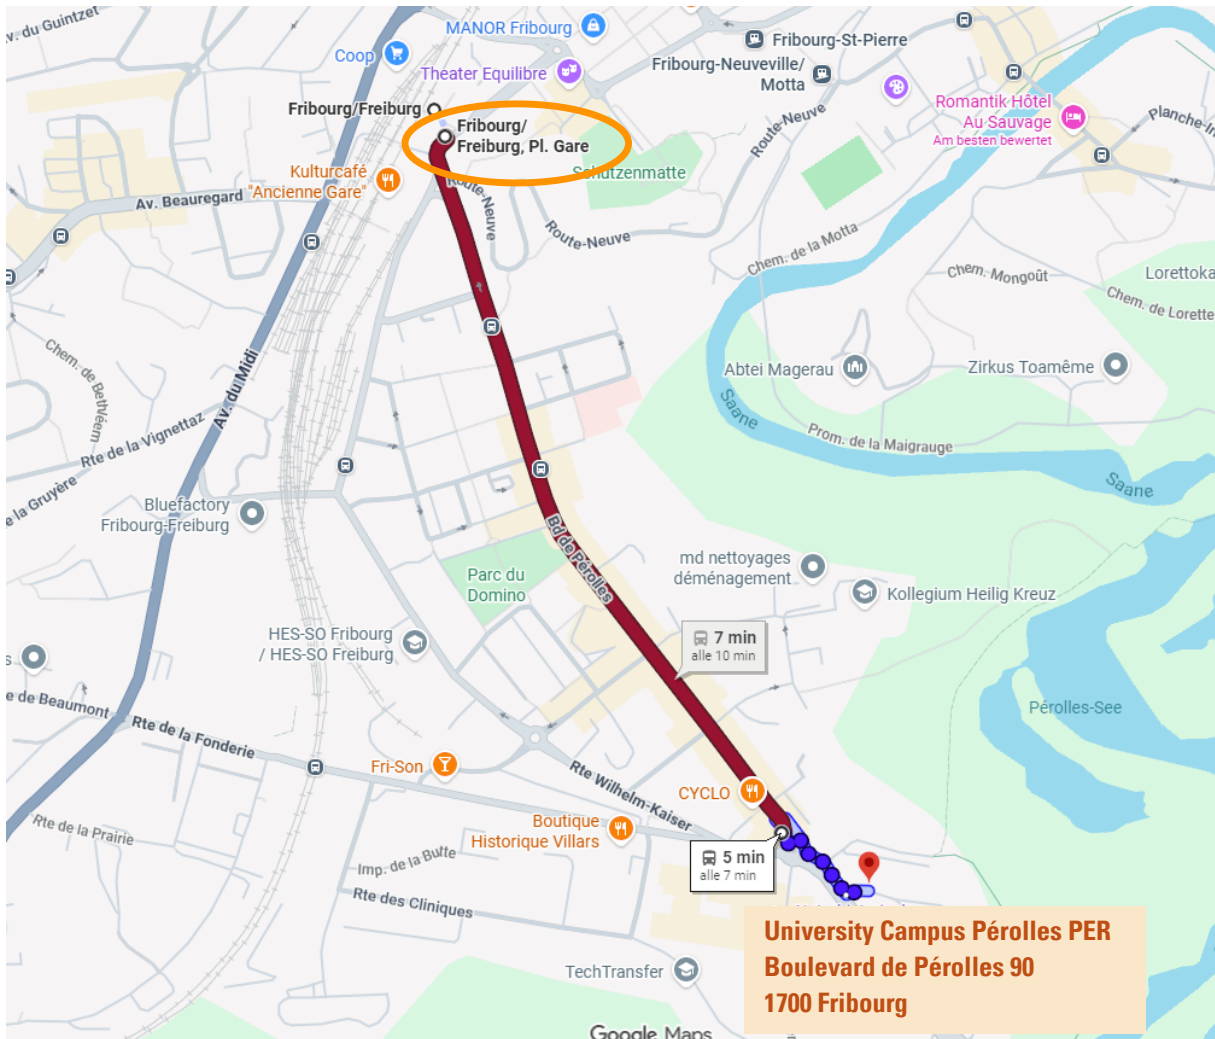 v. du Guintzet
MANOR Fribourg
Coop
Theater Equilibre
Fribourg-St-Pierre
Fribourg-Neuveville/
Motta
Romantik Hôtel
Au Sauvage
Am besten bewertet
Planche-In
Fribourg/Freiburg
Fribourg/
Freiburg, Pl. Gare
Schützenmatte
Route-Neuve
Kulturcafé
"Ancienne Gare"
Av. Beauregard
Route-Neuve
Route-Neuve
Chem. de la Motta
Chem. Mongoût
Lorettoka
Chem. de Lorette
Chem. de Bethléem
Av. du Midi
Abtei Magerau
Zirkus Toamême
Saane
Prom. de la Maigrauge
Saane
Rte de la Vignettaz
e la Gruyère
Bluefactory
Fribourg-Freiburg
Bd de Pérolles
Parc du
Domino
md nettoyages
déménagement
Kollegium Heilig Kreuz
HES-SO Fribourg
/ HES-SO Freiburg
7 min
alle 10 min
s
e de Beaumont
Rte de la Fonderie
Pérolles-See
Fri-Son
Rte Wilhelm-Kaiser
CYCLO
Boutique
Historique Villars
Rte de la Prairie
Imp. de la Butte
5 min
alle 7 min
Rte des Cliniques
TechTransfer
University Campus Pérolles PER
Boulevard de Pérolles 90
1700 Fribourg
Google Maps